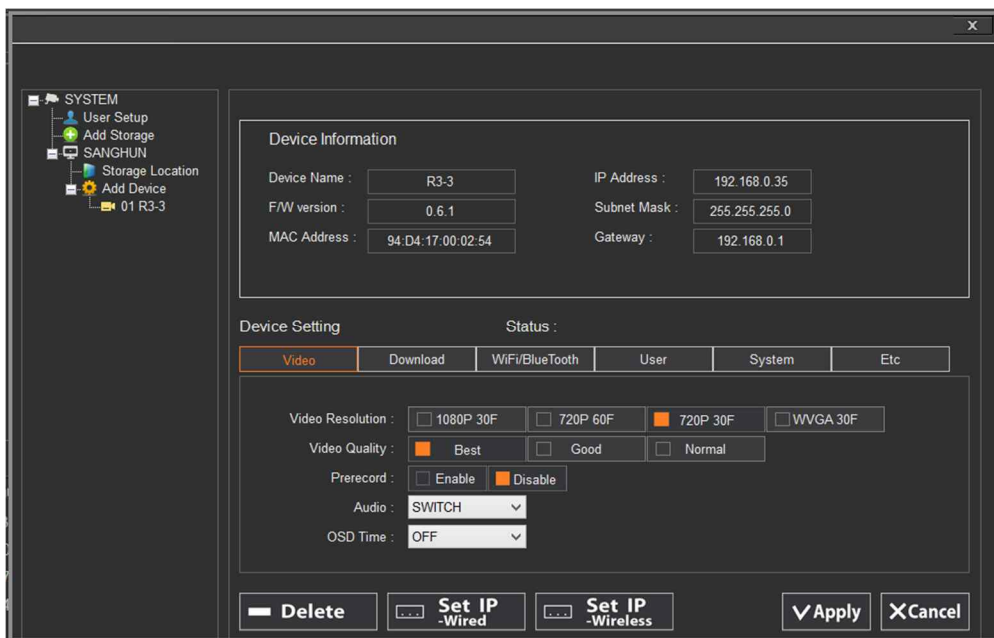 X
SYSTEM
User Setup
Add Storage
SANGHUN
Storage Location
Add Device
01 R3-3
Device Information
Device Name : R3-3 IP Address : 192.168.0.35
F/W version : 0.6.1 Subnet Mask : 255.255.255.0
MAC Address : 94:D4:17:00:02:54 Gateway : 192.168.0.1
Device Setting Status :
Video Download WiFi/BlueTooth User System Etc
Video Resolution : 1080P 30F 720P 60F 720P 30F WVGA 30F
Video Quality : Best Good Normal
Prerecord : Enable Disable
Audio : SWITCH
OSD Time : OFF
Delete Set IP -Wired Set IP -Wireless Apply Cancel